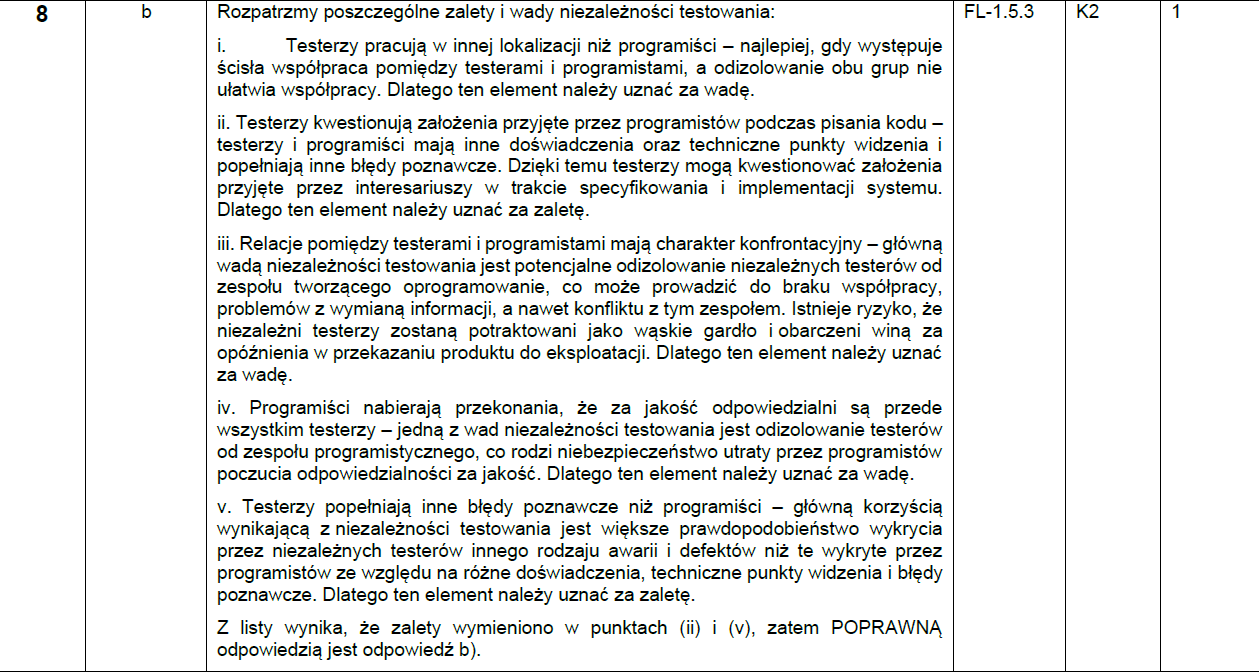 8
b
Rozpatrzmy poszczególne zalety i wady niezależności testowania:
FL-1.5.3
K2
1
i. Testerzy pracują w innej lokalizacji niż programiści – najlepiej, gdy występuje
ścisła współpraca pomiędzy testerami i programistami, a odizolowanie obu grup nie
ułatwia współpracy. Dlatego ten element należy uznać za wadę.
ii. Testerzy kwestionują założenia przyjęte przez programistów podczas pisania kodu –
testerzy i programiści mają inne doświadczenia oraz techniczne punkty widzenia i
popełniają inne błędy poznawcze. Dzięki temu testerzy mogą kwestionować założenia
przyjęte przez interesariuszy w trakcie specyfikowania i implementacji systemu.
Dlatego ten element należy uznać za zaletę.
iii. Relacje pomiędzy testerami i programistami mają charakter konfrontacyjny – główną
wadą niezależności testowania jest potencjalne odizolowanie niezależnych testerów od
zespołu tworzącego oprogramowanie, co może prowadzić do braku współpracy,
problemów z wymianą informacji, a nawet konfliktu z tym zespołem. Istnieje ryzyko, że
niezależni testerzy zostaną potraktowani jako wąskie gardło i obarczeni winą za
opóźnienia w przekazaniu produktu do eksploatacji. Dlatego ten element należy uznać
za wadę.
iv. Programiści nabierają przekonania, że za jakość odpowiedzialni są przede
wszystkim testerzy – jedną z wad niezależności testowania jest odizolowanie testerów
od zespołu programistycznego, co rodzi niebezpieczeństwo utraty przez programistów
poczucia odpowiedzialności za jakość. Dlatego ten element należy uznać za wadę.
v. Testerzy popełniają inne błędy poznawcze niż programiści – główną korzyścią
wynikającą z niezależności testowania jest większe prawdopodobieństwo wykrycia
przez niezależnych testerów innego rodzaju awarii i defektów niż te wykryte przez
programistów ze względu na różne doświadczenia, techniczne punkty widzenia i błędy
poznawcze. Dlatego ten element należy uznać za zaletę.
Z listy wynika, że zalety wymieniono w punktach (ii) i (v), zatem POPRAWNĄ
odpowiedzią jest odpowiedź b).